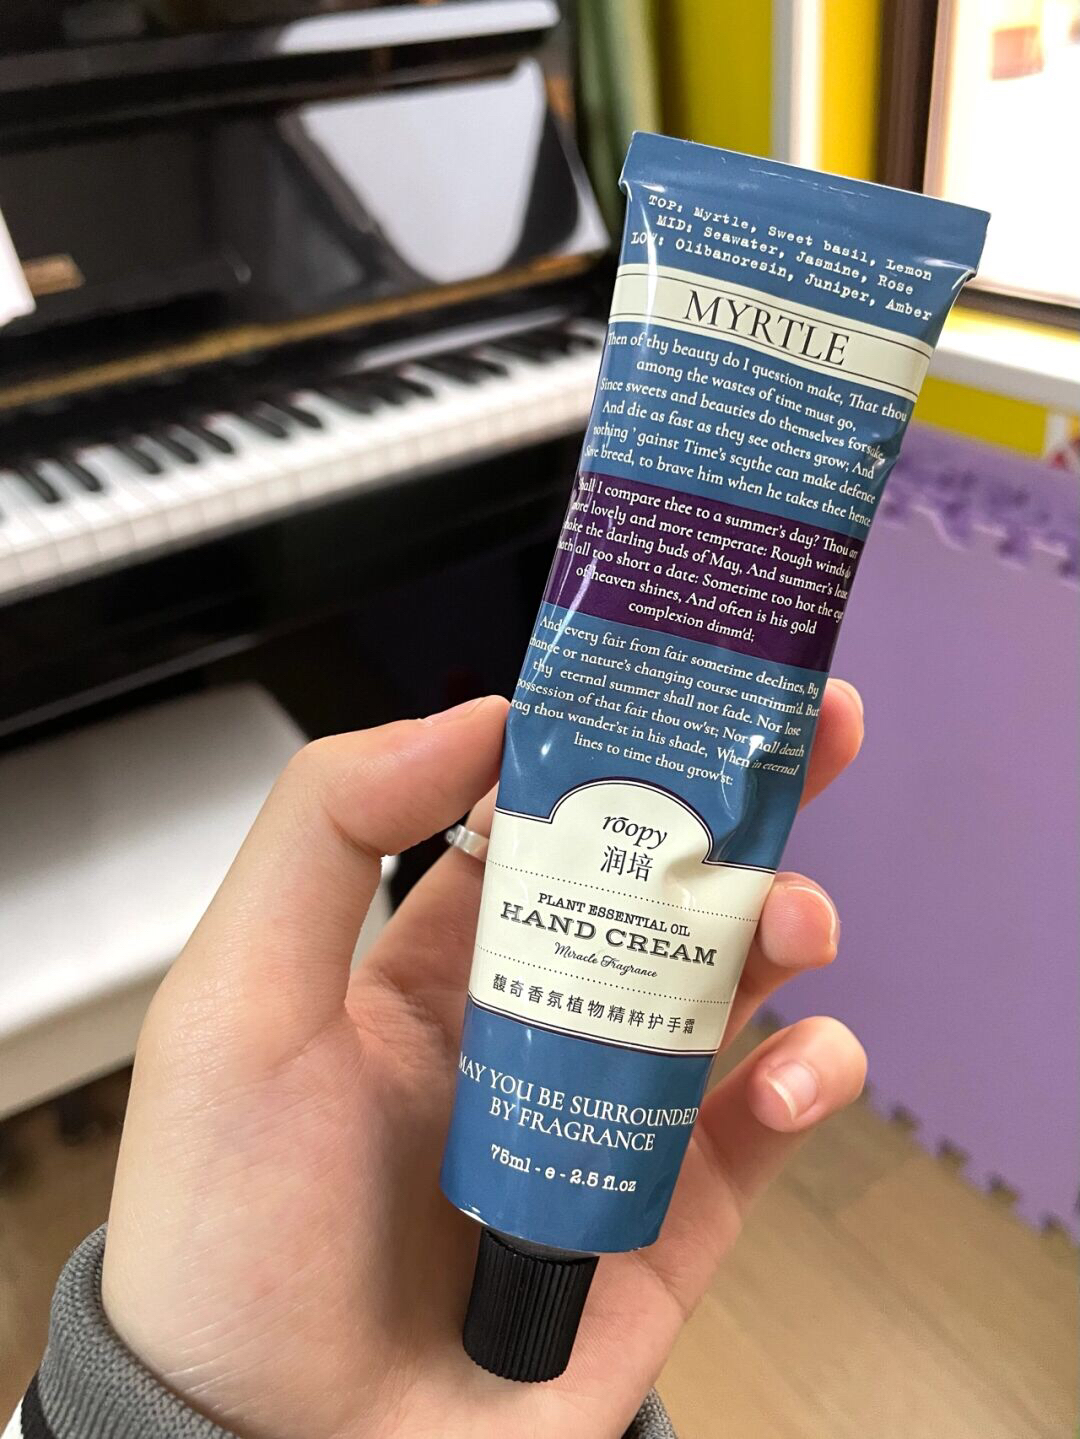 TOP: Myrtle, Sweet basil, Lemon
MID: Seawater, Jasmine, Rose
LOW: Olibanoresin, Juniper, Amber
MYRTLE
Then of thy beauty do I question make, That thou
among the wastes of time must go,
Since sweets and beauties do themselves forsake
And die as fast as they see others grow; And
nothing 'gainst Time's scythe can make defence
Save breed, to brave him when he takes thee hence
hall I compare thee to a summer's day? Thou art
ore lovely and more temperate: Rough winds do
ake the darling buds of May, And summer's lease
hath all too short a date: Sometime too hot the eye
of heaven shines, And often is his gold
complexion dimm'd;
And every fair from fair sometime declines, By
hance or nature's changing course untrimm'd. But
thy eternal summer shall not fade. Nor lose
possession of that fair thou ow'st; Nor shall death
rag thou wander'st in his shade, When in eternal
lines to time thou grow'st:
rōopy
润培
PLANT ESSENTIAL OIL
HAND CREAM
Miracle Fragrance
馥奇香氛植物精粹护手霜
MAY YOU BE SURROUNDED
BY FRAGRANCE
75ml - e - 2.5 fl.oz